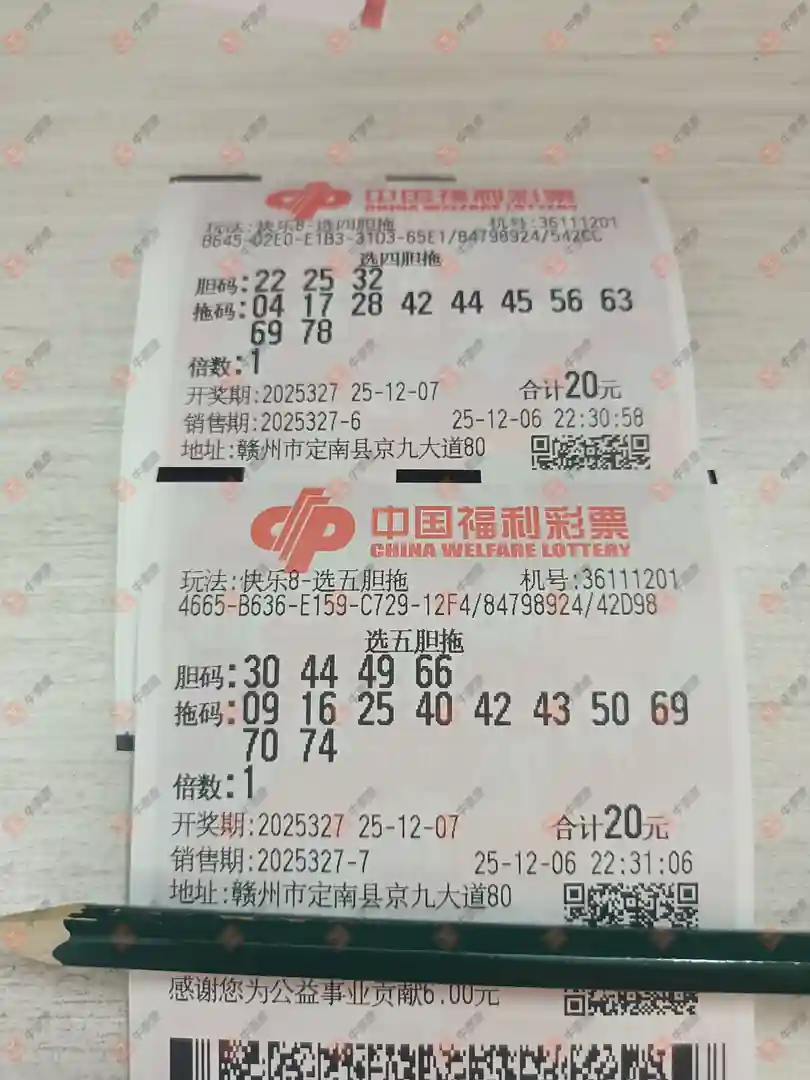 中国福利彩票
CHINA WELFARE LOTTERY
玩法:快乐8-选四胆拖 机号:36111201
B645-02E0-E1B3-31D3-65E1/84798924/542CC
选四胆拖
胆码:22 25 32
拖码:04 17 28 42 44 45 56 63
69 78
倍数:1
开奖期:2025327 25-12-07 合计20元
销售期:2025327-6 25-12-06 22:30:58
地址:赣州市定南县京九大道80
中国福利彩票
CHINA WELFARE LOTTERY
玩法:快乐8-选五胆拖 机号:36111201
4665-B636-E159-C729-12F4/84798924/42D98
选五胆拖
胆码:30 44 49 66
拖码:09 16 25 40 42 43 50 69
70 74
倍数:1
开奖期:2025327 25-12-07 合计20元
销售期:2025327-7 25-12-06 22:31:06
地址:赣州市定南县京九大道80
感谢您为公益事业贡献6.00元